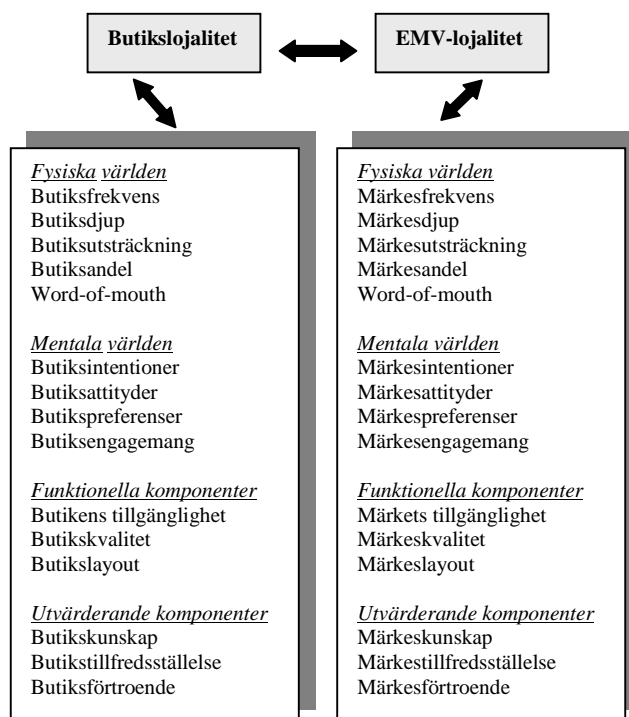 Butikslojalitet
EMV-lojalitet
Fysiska världen
Butiksfrekvens
Butiksdjup
Butiksutsträckning
Butiksandel
Word-of-mouth
Mentala världen
Butiksintentioner
Butiksattityder
Butikspreferenser
Butiksengagemang
Funktionella komponenter
Butikens tillgänglighet
Butikskvalitet
Butikslayout
Utvärderande komponenter
Butikskunskap
Butikstillfredsställelse
Butiksförtroende
Fysiska världen
Märkesfrekvens
Märkesdjup
Märkesutsträckning
Märkesandel
Word-of-mouth
Mentala världen
Märkesintentioner
Märkesattityder
Märkespreferenser
Märkesengagemang
Funktionella komponenter
Märkets tillgänglighet
Märkeskvalitet
Märkeslayout
Utvärderande komponenter
Märkeskunskap
Märkestillfredsställelse
Märkesförtroende